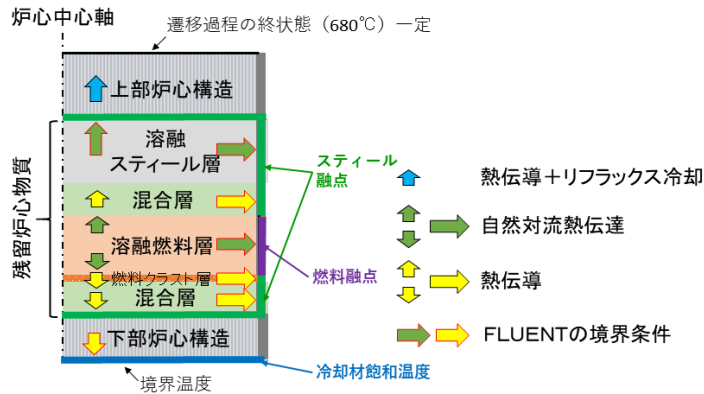 炉心中心軸
遷移過程の終状態（680℃）一定
上部炉心構造
溶融
スティール層
混合層
溶融燃料層
燃料クラスト層
混合層
下部炉心構造
残留炉心物質
境界温度
スティール
融点
燃料融点
冷却材飽和温度
熱伝導＋リフラックス冷却
自然対流熱伝達
熱伝導
FLUENTの境界条件